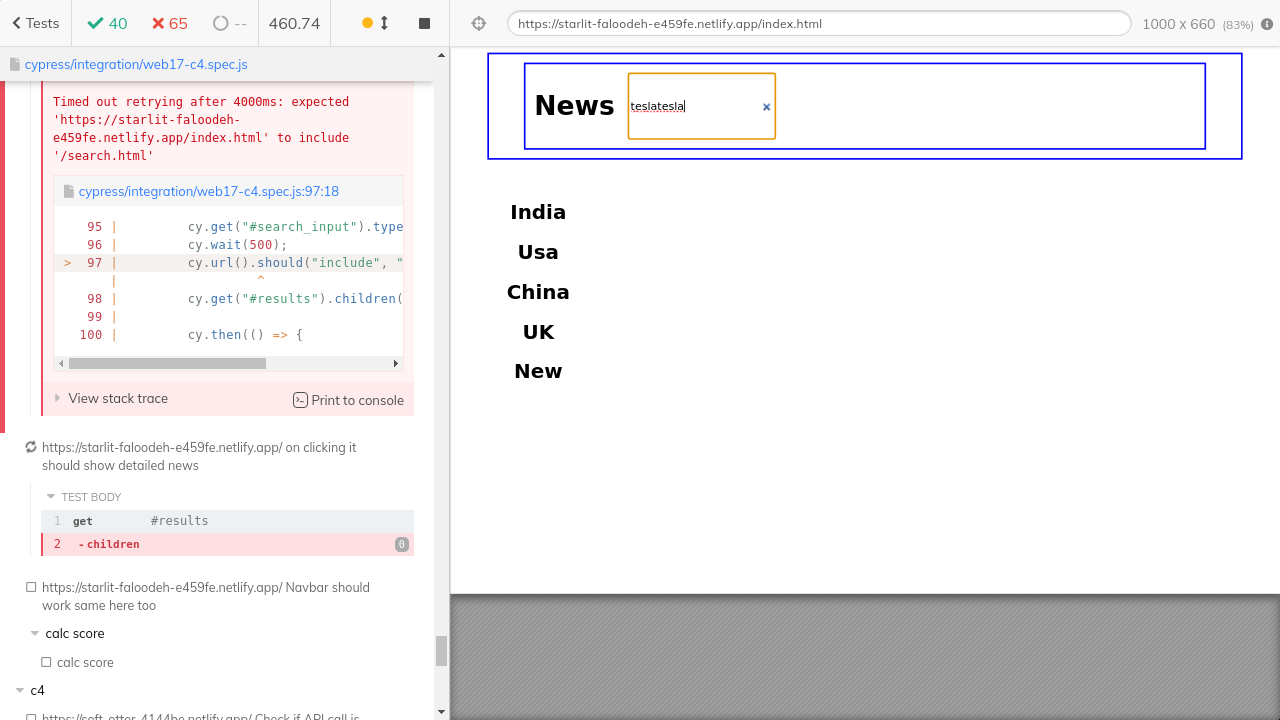 Tests 40 65 -- 460.74
https://starlit-faloodeh-e459fe.netlify.app/index.html 1000 x 660 (83%)
cypress/integration/web17-c4.spec.js
Timed out retrying after 4000ms: expected
'https://starlit-faloodeh-
e459fe.netlify.app/index.html' to include
'/search.html'
cypress/integration/web17-c4.spec.js:97:18
95 | cy.get("#search_input").type
96 | cy.wait(500);
> 97 | cy.url().should("include", "
| ^
98 | cy.get("#results").children(
99 |
100 | cy.then(() => {
View stack trace
Print to console
https://starlit-faloodeh-e459fe.netlify.app/ on clicking it
should show detailed news
TEST BODY
1 get #results
2 -children 0
https://starlit-faloodeh-e459fe.netlify.app/ Navbar should
work same here too
calc score
calc score
c4
https://soft-otter-4144be.netlify.app/ Check if API call is
News
teslatesla
India
Usa
China
UK
New